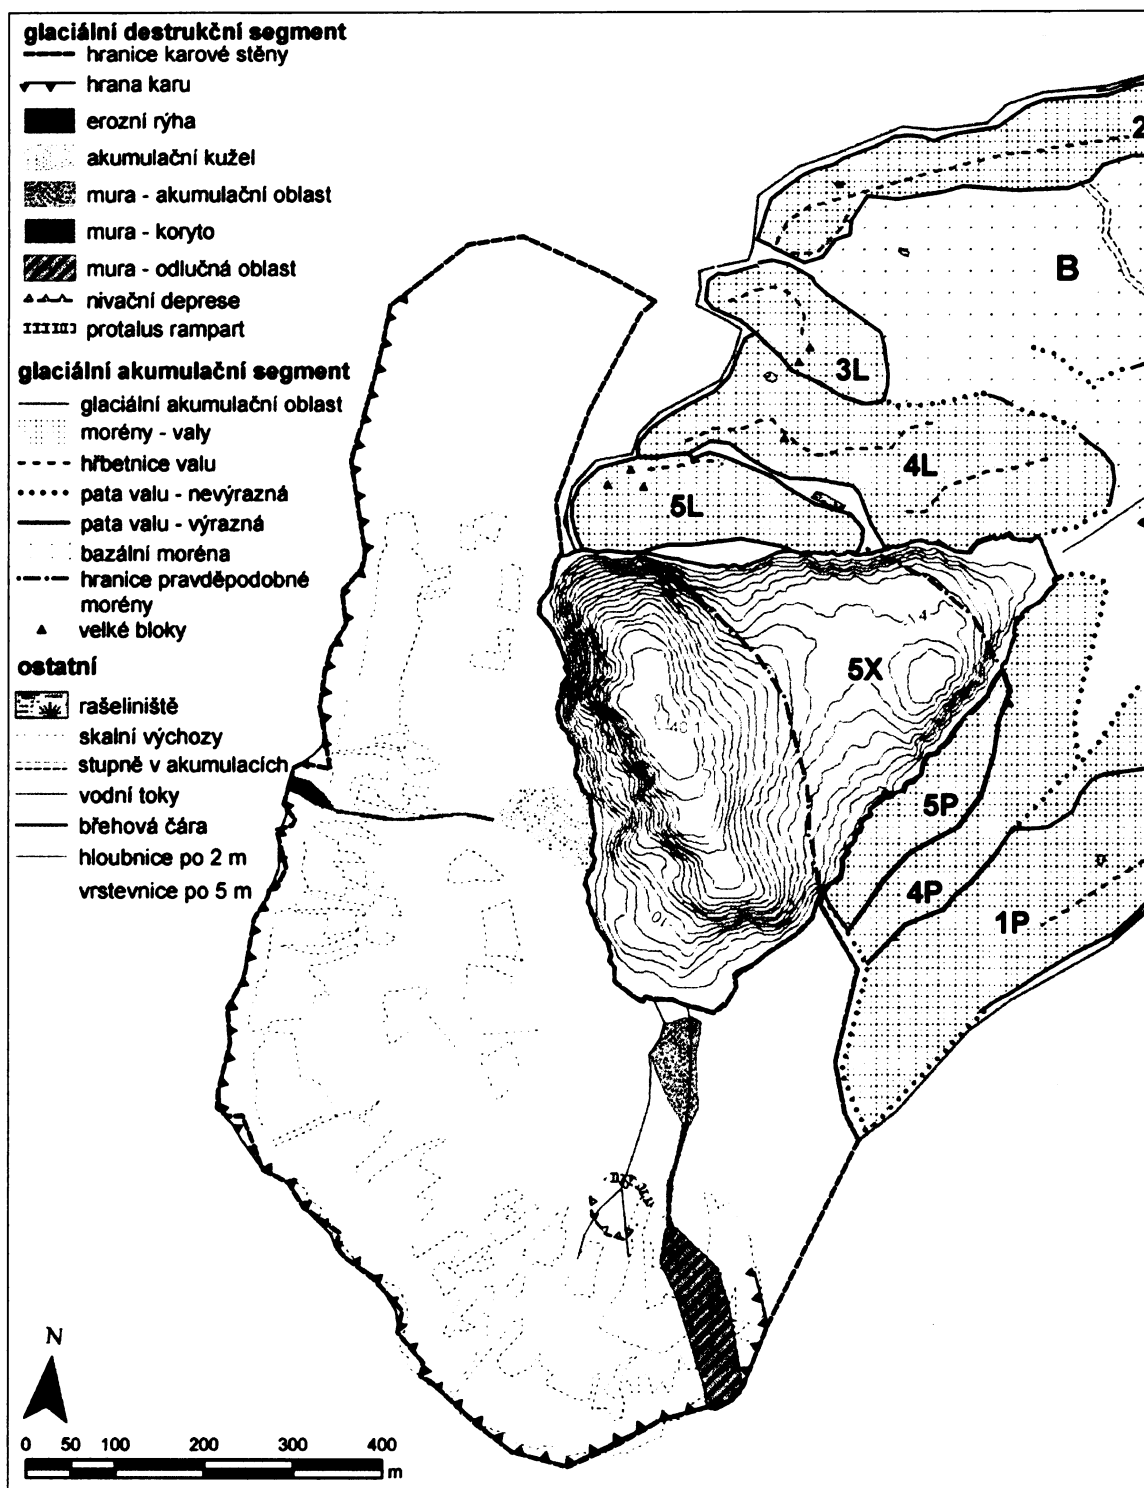 glaciální destrukční segment
hranice karové stěny
hrana karu
erozní rýha
akumulační kužel
mura - akumulační oblast
mura - koryto
mura - odlučná oblast
nivační deprese
protalus rampart
glaciální akumulační segment
glaciální akumulační oblast
morény - valy
hřbetnice valu
pata valu - nevýrazná
pata valu - výrazná
bazální moréna
hranice pravděpodobné
morény
velké bloky
ostatní
rašeliniště
skalní výchozy
stupně v akumulacích
vodní toky
břehová čára
hloubnice po 2 m
vrstevnice po 5 m
2
B
3L
4L
5L
5X
5P
4P
1P
N
0 50 100 200 300 400
m